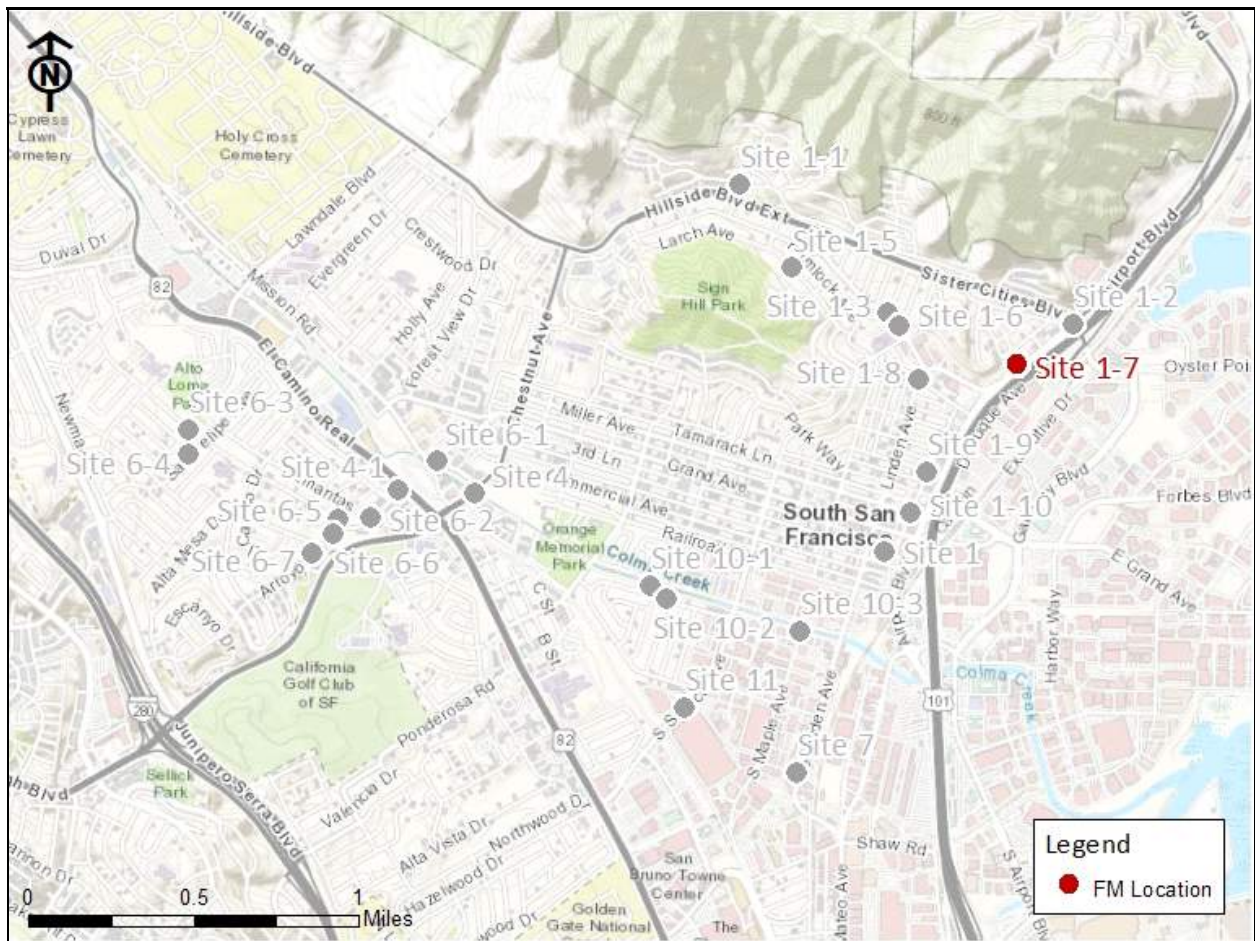 Hillside Blvd
Blvd
N
Cypress
Lawn
Cemetery
Holy Cross
Cemetery
800 ft
Site 1-1
Hillside Blvd Ext
Lawndale Blvd
Evergreen Dr
Crestwood Dr
Larch Ave
Site 1-5
Duval Dr
Mission Rd
82
Holly Ave
Forest View Dr
Sign
Hill Park
Site 1-3
Site 1-6
Sister Cities Blv
Site 1-2
Airport Blvd
Chestnut Ave
El Camino Real
Site 1-8
Site 1-7
Oyster Poi
Alto
Loma
Site 6-3
Site 6-4
Miller Ave
Tamarack Ln
Park Way
3rd Ln
Grand Ave
Linden Ave
Site 6-1
Site 4-1
Site 4
Site 1-9
Forbes Blvd
Site 6-5
Site 6-2
Railroad
South San
Francisco
Site 1-10
Alta Mesa Dr
Site 6-7
Site 6-6
Arroyo
Orange
Memorial
Park
Site 10-1
Colma Creek
Site 1
E Grand Ave
Escanyo Dr
C St
B St
Site 10-2
Site 10-3
Airport Blv
Harbor Way
California
Golf Club
of SF
Site 11
Colma Creek
280
Ponderosa Rd
82
S Maple Ave
101
Junipero Serra Blvd
Sellick
Park
Site 7
Valencia Dr
Alta Vista Dr
Northwood D
Hazelwood Dr
San
Bruno Towne
Center
Shaw Rd
Legend
FM Location
0 0.5 1
Miles
Golden
Gate National
The